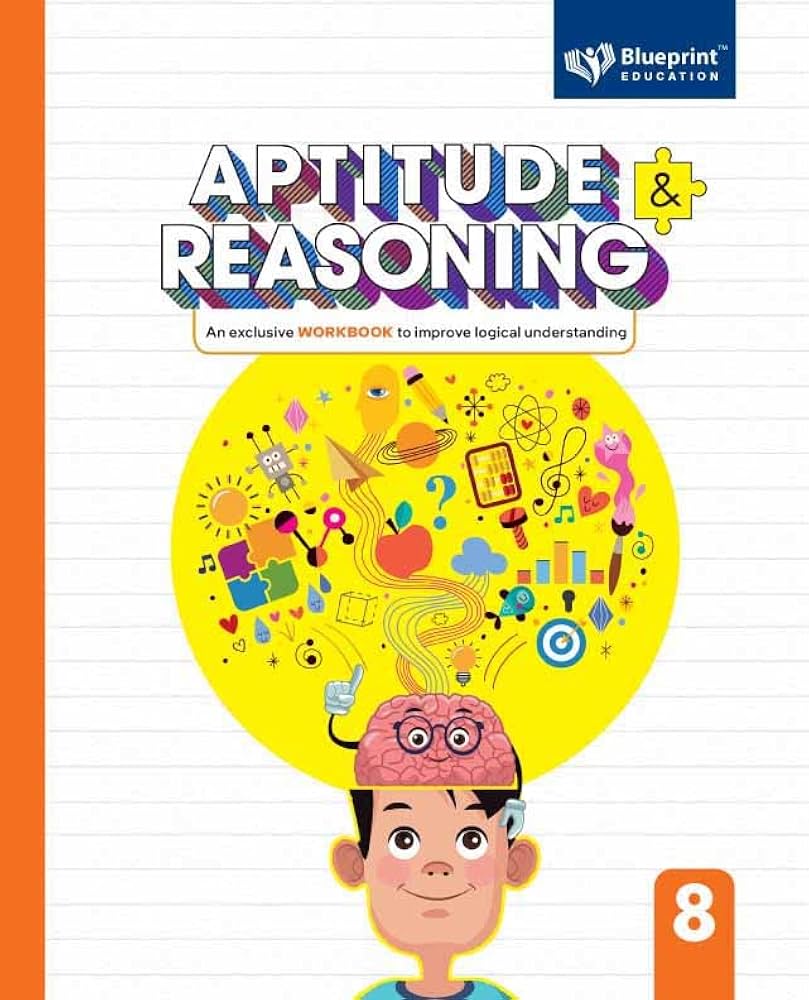 Blueprint™
EDUCATION
APTITUDE &
REASONING
An exclusive WORKBOOK to improve logical understanding
?
8